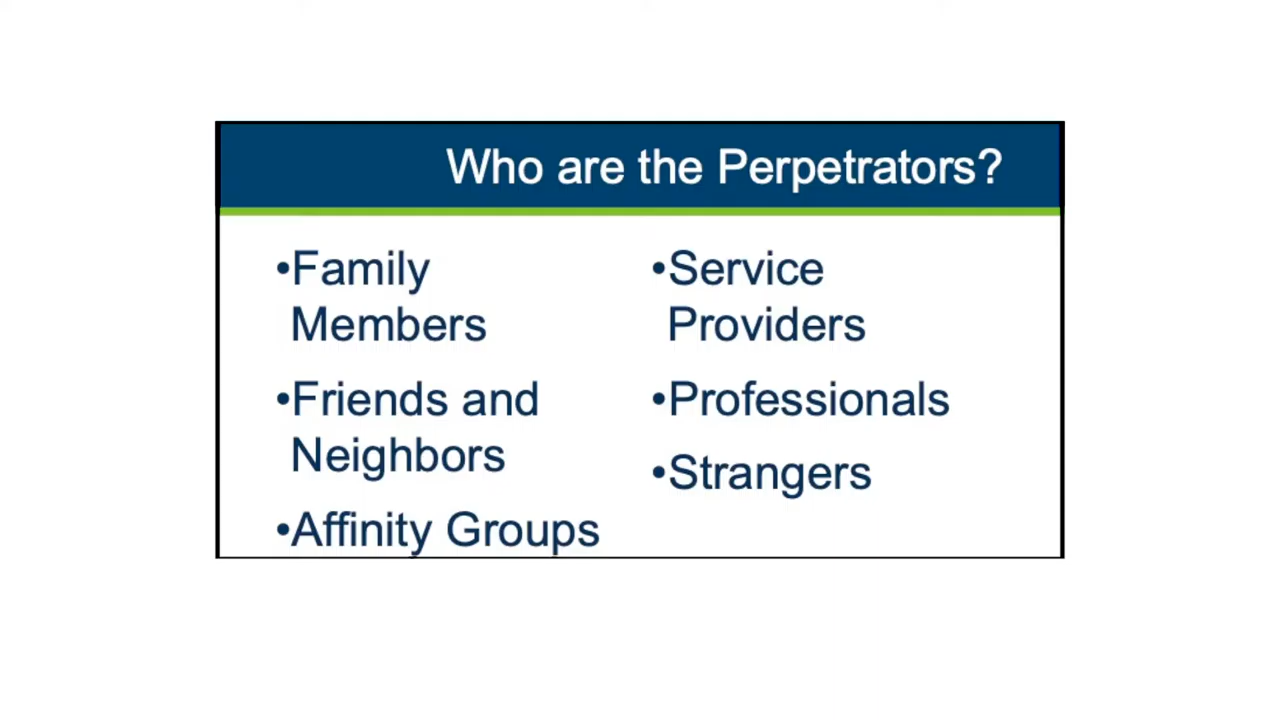 Who are the Perpetrators?
•Family
Members
•Friends and
Neighbors
•Affinity Groups
•Service
Providers
•Professionals
•Strangers